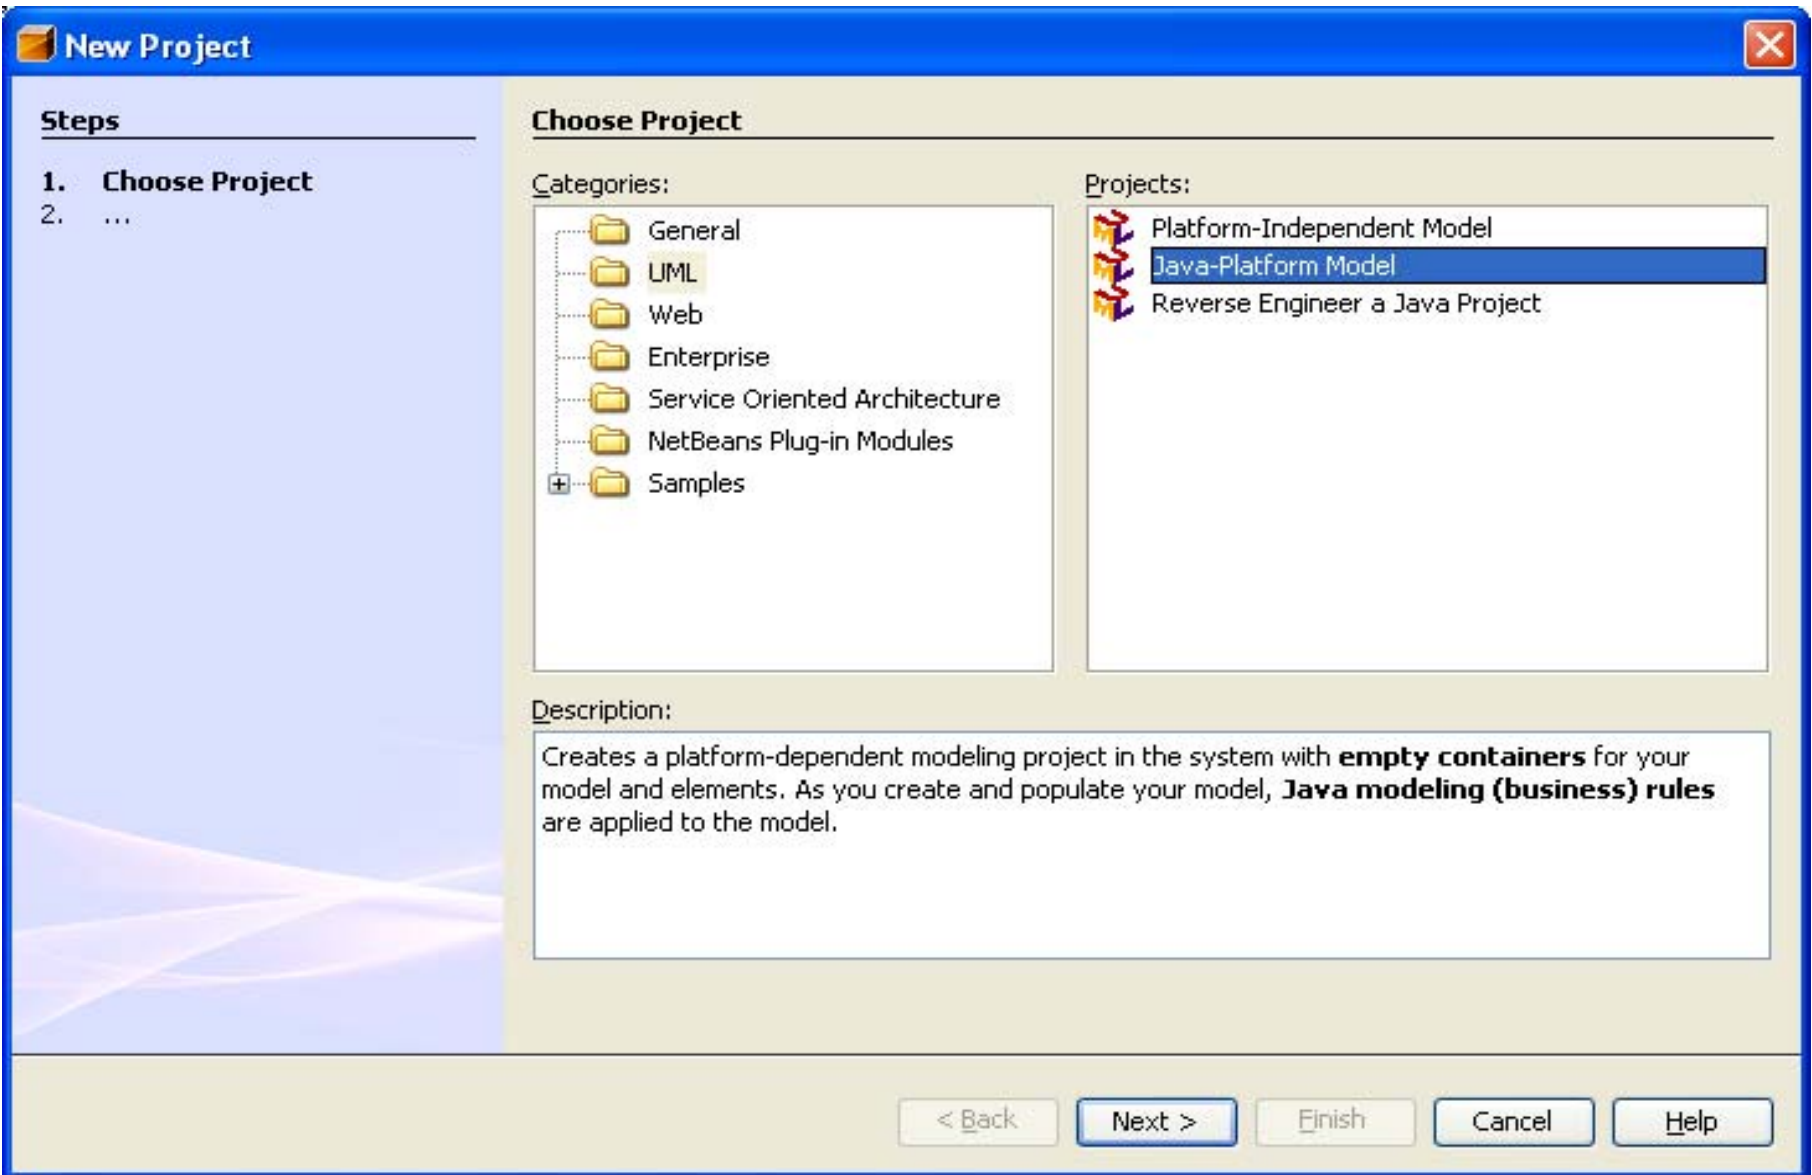 New Project
Steps
1. Choose Project
2. ...
Choose Project
Categories:
General
UML
Web
Enterprise
Service Oriented Architecture
NetBeans Plug-in Modules
Samples
Projects:
Platform-Independent Model
Java-Platform Model
Reverse Engineer a Java Project
Description:
Creates a platform-dependent modeling project in the system with empty containers for your
model and elements. As you create and populate your model, Java modeling (business) rules
are applied to the model.
< Back
Next >
Finish
Cancel
Help